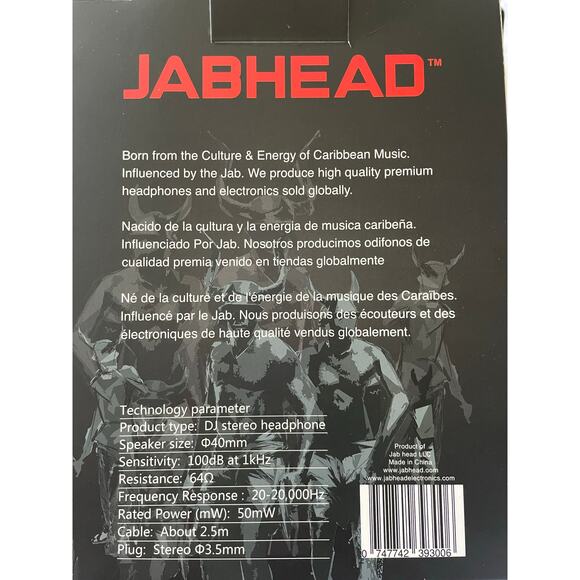 JABHEAD™
Born from the Culture & Energy of Caribbean Music.
Influenced by the Jab. We produce high quality premium
headphones and electronics sold globally.
Nacido de la cultura y la energia de musica caribeña.
Influenciado Por Jab. Nosotros producimos odifonos de
cualidad premia venido en tiendas globalmente
Né de la culture et de l'énergie de la musique des Caraïbes.
Influencé par le Jab. Nous produisons des écouteurs et des
électroniques de haute qualité vendus globalement.
Technology parameter
Product type: DJ stereo headphone
Speaker size: Φ40mm
Sensitivity: 100dB at 1kHz
Resistance: 64Ω
Frequency Response : 20-20,000Hz
Rated Power (mW): 50mW
Cable: About 2.5m
Plug: Stereo Φ3.5mm
Product of
Jab head LLC
Made in China
www.jabhead.com
www.jabheadelectronics.com
0 747742 393006